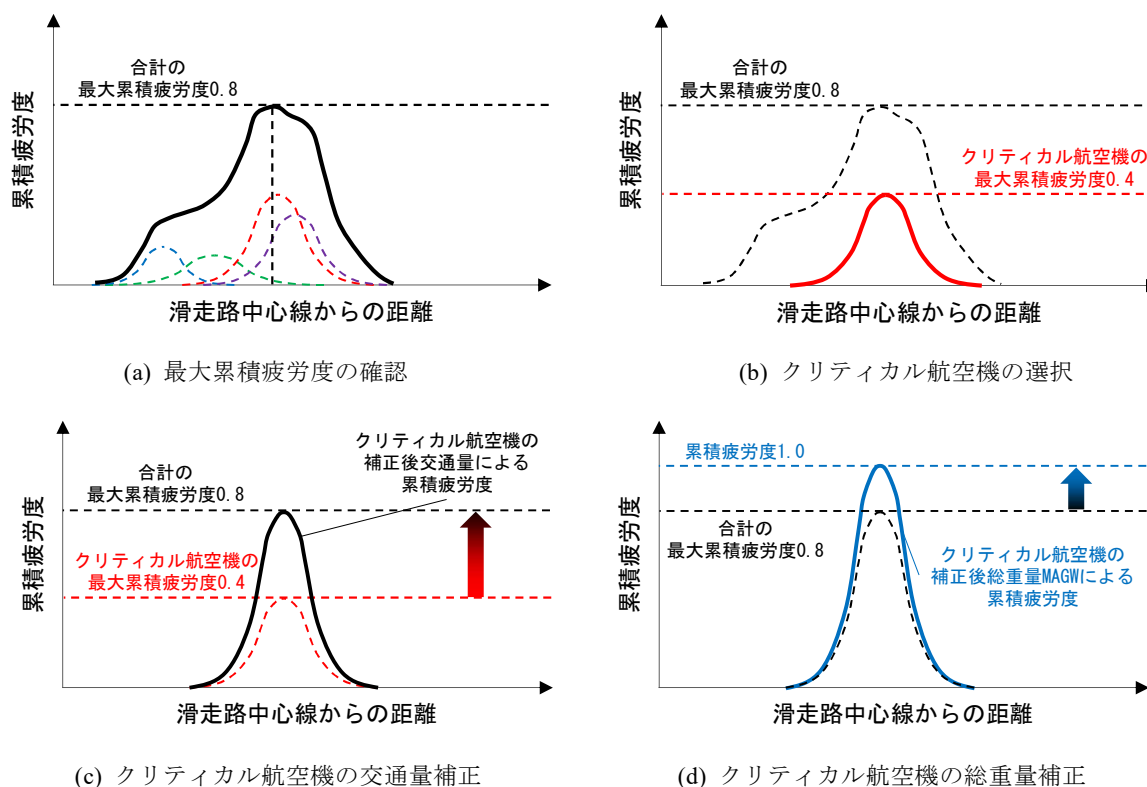 合計の
最大累積疲労度0.8
累積疲労度
滑走路中心線からの距離
(a) 最大累積疲労度の確認
合計の
最大累積疲労度0.8
クリティカル航空機の
最大累積疲労度0.4
累積疲労度
滑走路中心線からの距離
(b) クリティカル航空機の選択
クリティカル航空機の
補正後交通量による
累積疲労度
合計の
最大累積疲労度0.8
クリティカル航空機の
最大累積疲労度0.4
累積疲労度
滑走路中心線からの距離
(c) クリティカル航空機の交通量補正
累積疲労度1.0
合計の
最大累積疲労度0.8
クリティカル航空機の
補正後総重量MAGWによる
累積疲労度
累積疲労度
滑走路中心線からの距離
(d) クリティカル航空機の総重量補正